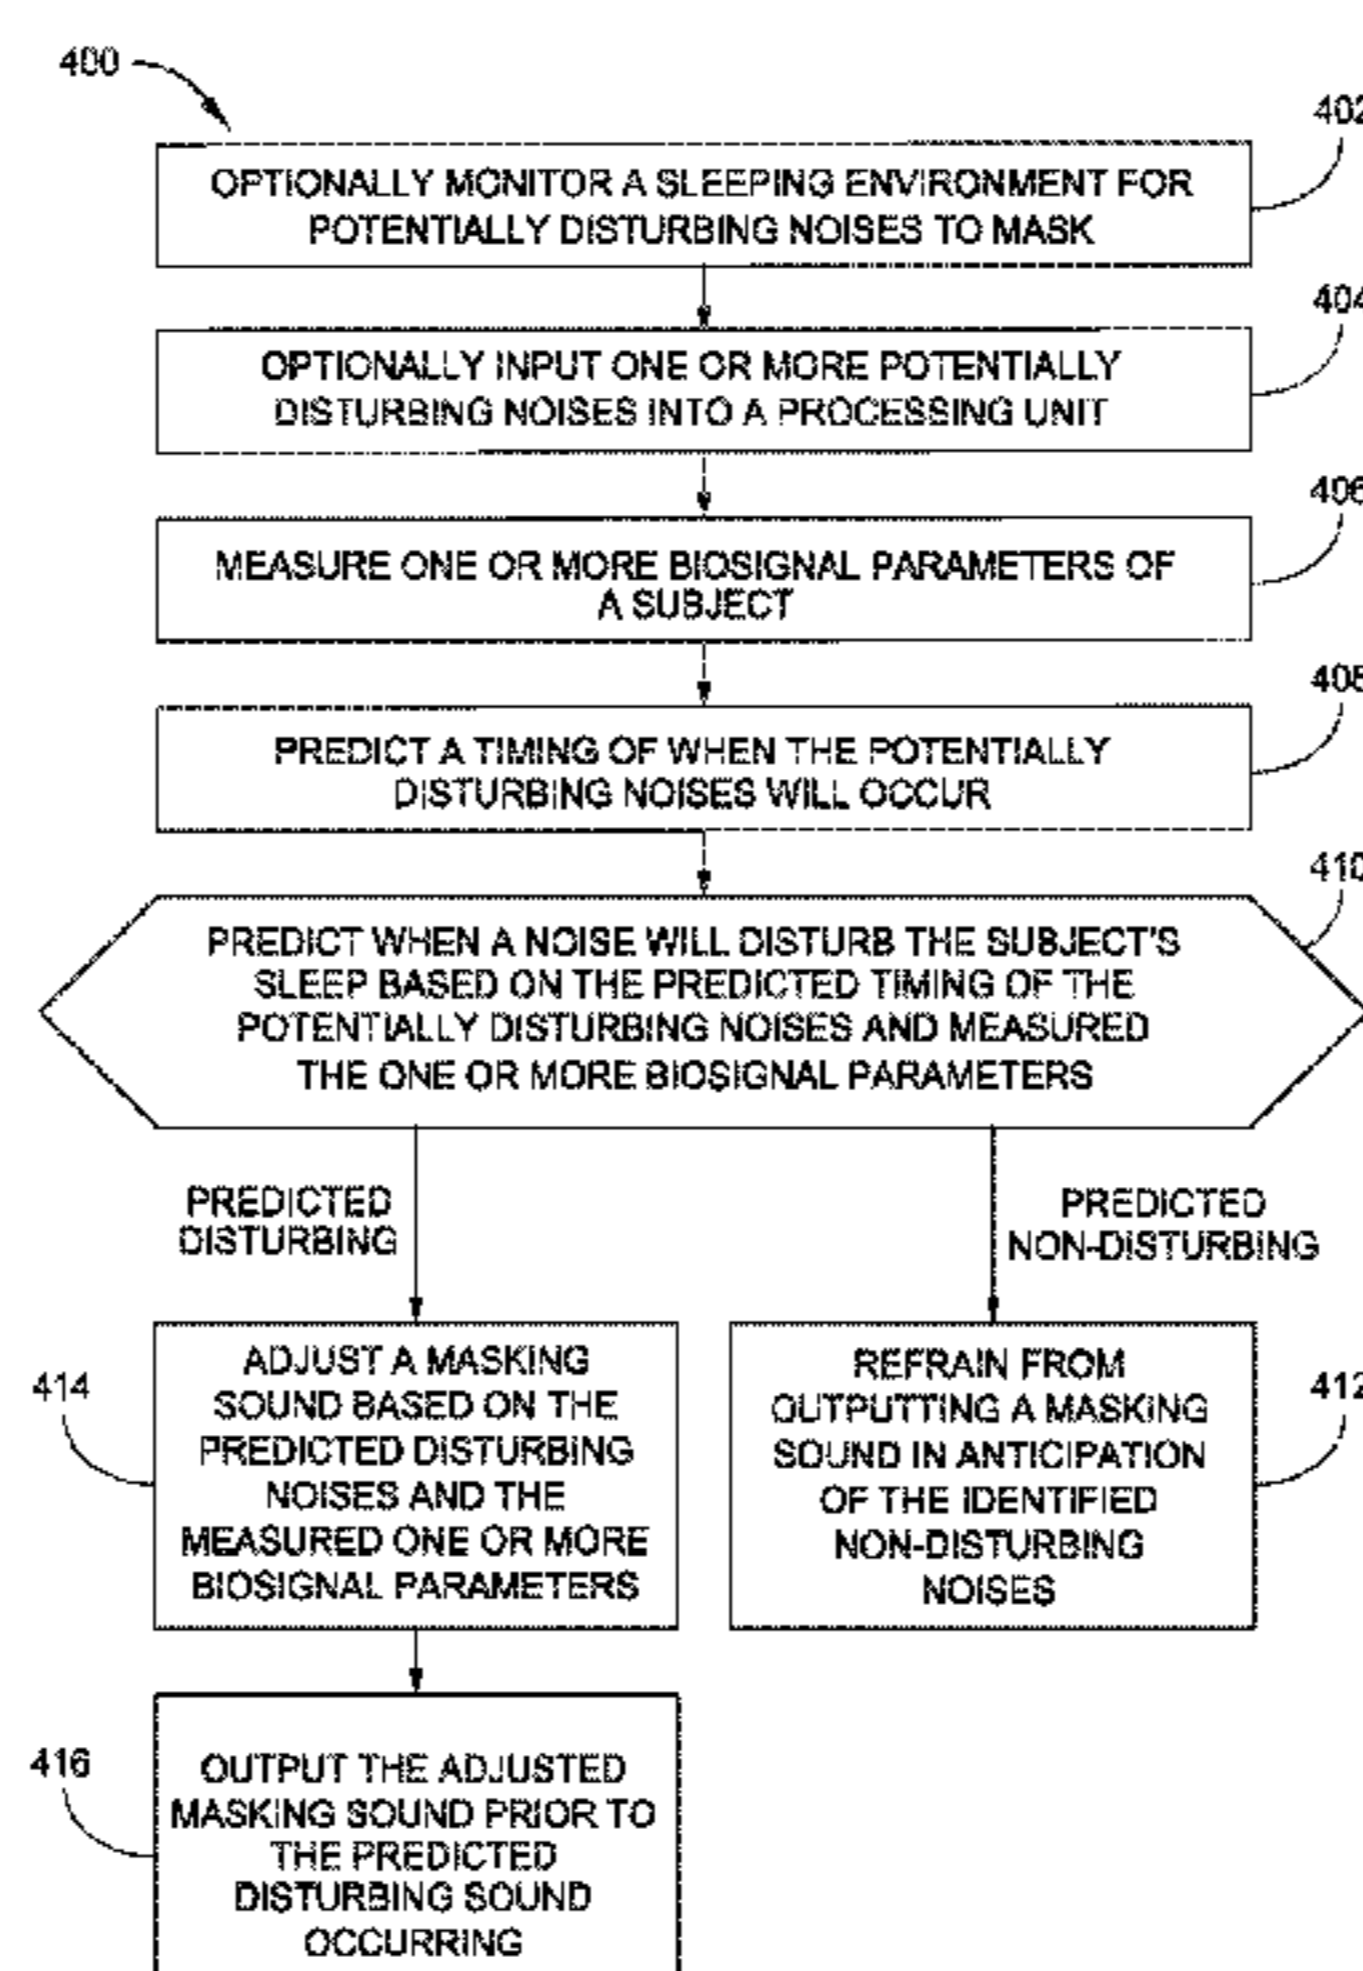 400
402
OPTIONALLY MONITOR A SLEEPING ENVIRONMENT FOR
POTENTIALLY DISTURBING NOISES TO MASK
404
OPTIONALLY INPUT ONE OR MORE POTENTIALLY
DISTURBING NOISES INTO A PROCESSING UNIT
406
MEASURE ONE OR MORE BIOSIGNAL PARAMETERS OF
A SUBJECT
408
PREDICT A TIMING OF WHEN THE POTENTIALLY
DISTURBING NOISES WILL OCCUR
410
PREDICT WHEN A NOISE WILL DISTURB THE SUBJECT'S
SLEEP BASED ON THE PREDICTED TIMING OF THE
POTENTIALLY DISTURBING NOISES AND MEASURED
THE ONE OR MORE BIOSIGNAL PARAMETERS
PREDICTED
DISTURBING
PREDICTED
NON-DISTURBING
414
ADJUST A MASKING
SOUND BASED ON THE
PREDICTED DISTURBING
NOISES AND THE
MEASURED ONE OR MORE
BIOSIGNAL PARAMETERS
412
REFRAIN FROM
OUTPUTTING A MASKING
SOUND IN ANTICIPATION
OF THE IDENTIFIED
NON-DISTURBING
NOISES
416
OUTPUT THE ADJUSTED
MASKING SOUND PRIOR TO
THE PREDICTED
DISTURBING SOUND
OCCURRING